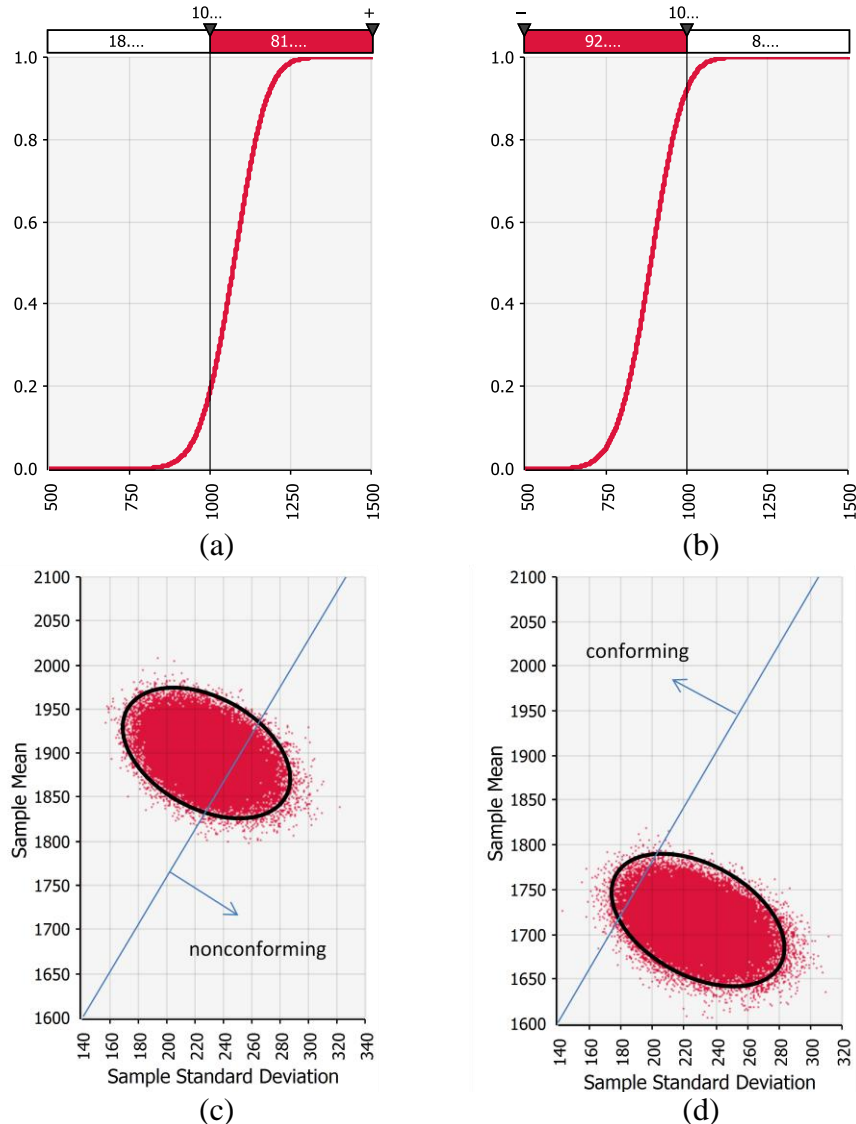 10... +
18.... 81....
1.0
0.8
0.6
0.4
0.2
0.0
500 750 1000 1250 1500
(a)
− 10...
92.... 8....
1.0
0.8
0.6
0.4
0.2
0.0
500 750 1000 1250 1500
(b)
2100
2050
2000
1950
1900
1850
1800
1750
1700
1650
1600
Sample Mean
nonconforming
140 160 180 200 220 240 260 280 300 320 340
Sample Standard Deviation
(c)
2100
2050
2000
1950
1900
1850
1800
1750
1700
1650
1600
Sample Mean
conforming
140 160 180 200 220 240 260 280 300 320
Sample Standard Deviation
(d)